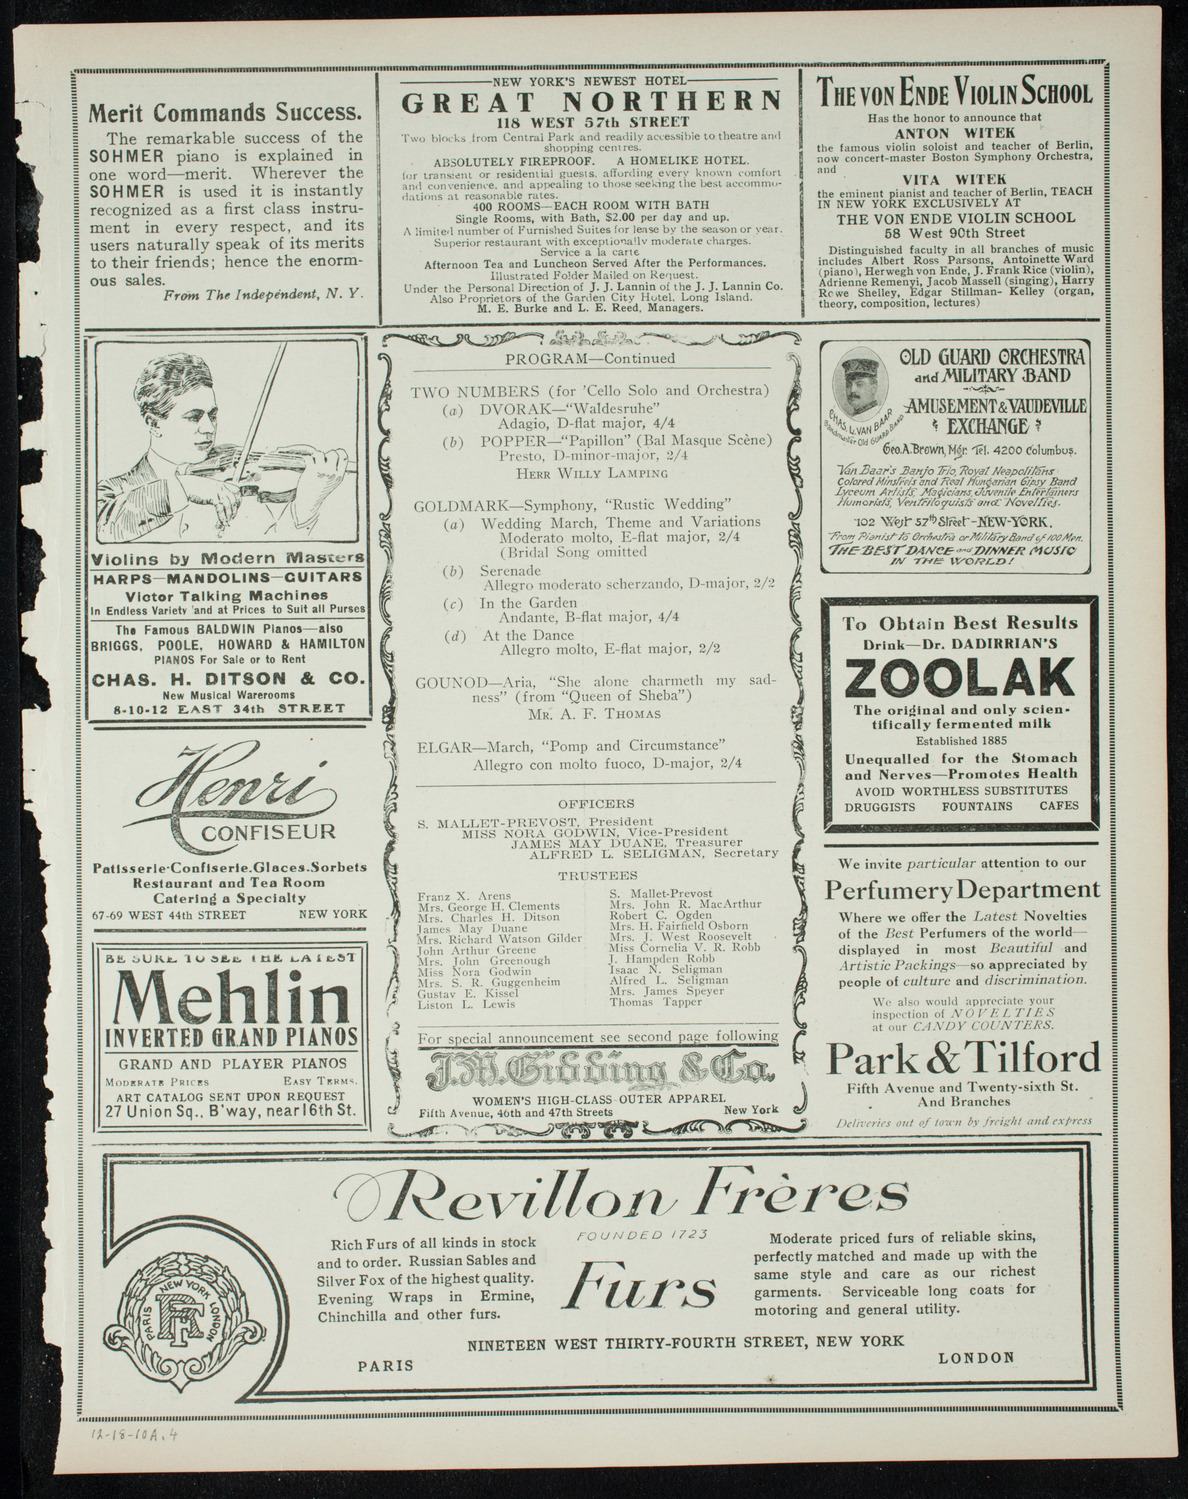 Merit Commands Success.
The remarkable success of the
SOHMER piano is explained in
one word—merit. Wherever the
SOHMER is used it is instantly
recognized as a first class instru-
ment in every respect, and its
users naturally speak of its merits
to their friends; hence the enorm-
ous sales.
From The Independent, N. Y.
NEW YORK'S NEWEST HOTEL
GREAT NORTHERN
118 WEST 57th STREET
Two blocks from Central Park and readily accessible to theatre and
shopping centres.
ABSOLUTELY FIREPROOF. A HOMELIKE HOTEL.
for transient or residential guests, affording every known comfort
and convenience, and appealing to those seeking the best accommo-
dations at reasonable rates.
400 ROOMS—EACH ROOM WITH BATH
Single Rooms, with Bath, $2.00 per day and up.
A limited number of Furnished Suites for lease by the season or year.
Superior restaurant with exceptionally moderate charges.
Service a la carte
Afternoon Tea and Luncheon Served After the Performances.
Illustrated Folder Mailed on Request.
Under the Personal Direction of J. J. Lannin of the J. J. Lannin Co.
Also Proprietors of the Garden City Hotel, Long Island.
M. E. Burke and L. E. Reed, Managers.
THE VON ENDE VIOLIN SCHOOL
Has the honor to announce that
ANTON WITEK
the famous violin soloist and teacher of Berlin,
now concert-master Boston Symphony Orchestra,
and
VITA WITEK
the eminent pianist and teacher of Berlin, TEACH
IN NEW YORK EXCLUSIVELY AT
THE VON ENDE VIOLIN SCHOOL
58 West 90th Street
Distinguished faculty in all branches of music
includes Albert Ross Parsons, Antoinette Ward
(piano), Herwegh von Ende, J. Frank Rice (violin),
Adrienne Remenyi, Jacob Massell (singing), Harry
Rowe Shelley, Edgar Stillman- Kelley (organ,
theory, composition, lectures)
Violins by Modern Masters
HARPS—MANDOLINS—GUITARS
Victor Talking Machines
In Endless Variety and at Prices to Suit all Purses
The Famous BALDWIN Pianos—also
BRIGGS, POOLE, HOWARD & HAMILTON
PIANOS For Sale or to Rent
CHAS. H. DITSON & CO.
New Musical Warerooms
8-10-12 EAST 34th STREET
Henri
CONFISEUR
Patisserie-Confiserie.Glaces.Sorbets
Restaurant and Tea Room
Catering a Specialty
67-69 WEST 44th STREET NEW YORK
BE SURE TO SEE THE LATEST
Mehlin
INVERTED GRAND PIANOS
GRAND AND PLAYER PIANOS
MODERATE PRICES EASY TERMS.
ART CATALOG SENT UPON REQUEST
27 Union Sq., B'way, near 16th St.
PROGRAM—Continued
TWO NUMBERS (for 'Cello Solo and Orchestra)
(a) DVORAK—"Waldesruhe"
Adagio, D-flat major, 4/4
(b) POPPER—"Papillon" (Bal Masque Scène)
Presto, D-minor-major, 2/4
HERR WILLY LAMPING
GOLDMARK—Symphony, "Rustic Wedding"
(a) Wedding March, Theme and Variations
Moderato molto, E-flat major, 2/4
(Bridal Song omitted
(b) Serenade
Allegro moderato scherzando, D-major, 2/2
(c) In the Garden
Andante, B-flat major, 4/4
(d) At the Dance
Allegro molto, E-flat major, 2/2
GOUNOD—Aria, "She alone charmeth my sad-
ness" (from "Queen of Sheba")
MR. A. F. THOMAS
ELGAR—March, "Pomp and Circumstance"
Allegro con molto fuoco, D-major, 2/4
OFFICERS
S. MALLET-PREVOST, President
MISS NORA GODWIN, Vice-President
JAMES MAY DUANE, Treasurer
ALFRED L. SELIGMAN, Secretary
TRUSTEES
Franz X. Arens
Mrs. George H. Clements
Mrs. Charles H. Ditson
James May Duane
Mrs. Richard Watson Gilder
John Arthur Greene
Mrs. John Greenough
Miss Nora Godwin
Mrs. S. R. Guggenheim
Gustav E. Kissel
Liston L. Lewis
S. Mallet-Prevost
Mrs. John R. MacArthur
Robert C. Ogden
Mrs. H. Fairfield Osborn
Mrs. J. West Roosevelt
Miss Cornelia V. R. Robb
J. Hampden Robb
Isaac N. Seligman
Alfred L. Seligman
Mrs. James Speyer
Thomas Tapper
For special announcement see second page following
J.M. Gidding & Co.
WOMEN'S HIGH-CLASS OUTER APPAREL
Fifth Avenue, 46th and 47th Streets New York
OLD GUARD ORCHESTRA
and MILITARY BAND
AMUSEMENT & VAUDEVILLE
EXCHANGE
CHAS. L. VAN BAAR
Bandmaster Old GUARD BAND
Geo. A. Brown, Mgr. Tel. 4200 Columbus.
Van Baar's Banjo Trio, Royal Neapolitans
Colored Minstrels and Real Hungarian Gipsy Band
Lyceum Artists, Magicians, Juvenile Entertainers
Humorists, Ventriloquists and Novelties.
102 West 57th Street-NEW-YORK.
From Pianist to Orchestra or Military Band of 100 Men.
THE BEST DANCE and DINNER MUSIC
IN THE WORLD!
To Obtain Best Results
Drink—Dr. DADIRRIAN'S
ZOOLAK
The original and only scien-
tifically fermented milk
Established 1885
Unequalled for the Stomach
and Nerves—Promotes Health
AVOID WORTHLESS SUBSTITUTES
DRUGGISTS FOUNTAINS CAFES
We invite particular attention to our
Perfumery Department
Where we offer the Latest Novelties
of the Best Perfumers of the world—
displayed in most Beautiful and
Artistic Packings—so appreciated by
people of culture and discrimination.
We also would appreciate your
inspection of NOVELTIES
at our CANDY COUNTERS.
Park & Tilford
Fifth Avenue and Twenty-sixth St.
And Branches
Deliveries out of town by freight and express
Revillon Frères
FOUNDED 1723
Furs
Rich Furs of all kinds in stock
and to order. Russian Sables and
Silver Fox of the highest quality.
Evening Wraps in Ermine,
Chinchilla and other furs.
Moderate priced furs of reliable skins,
perfectly matched and made up with the
same style and care as our richest
garments. Serviceable long coats for
motoring and general utility.
NINETEEN WEST THIRTY-FOURTH STREET, NEW YORK
PARIS LONDON
PARIS NEW YORK LONDON
RF
12-18-10A.4